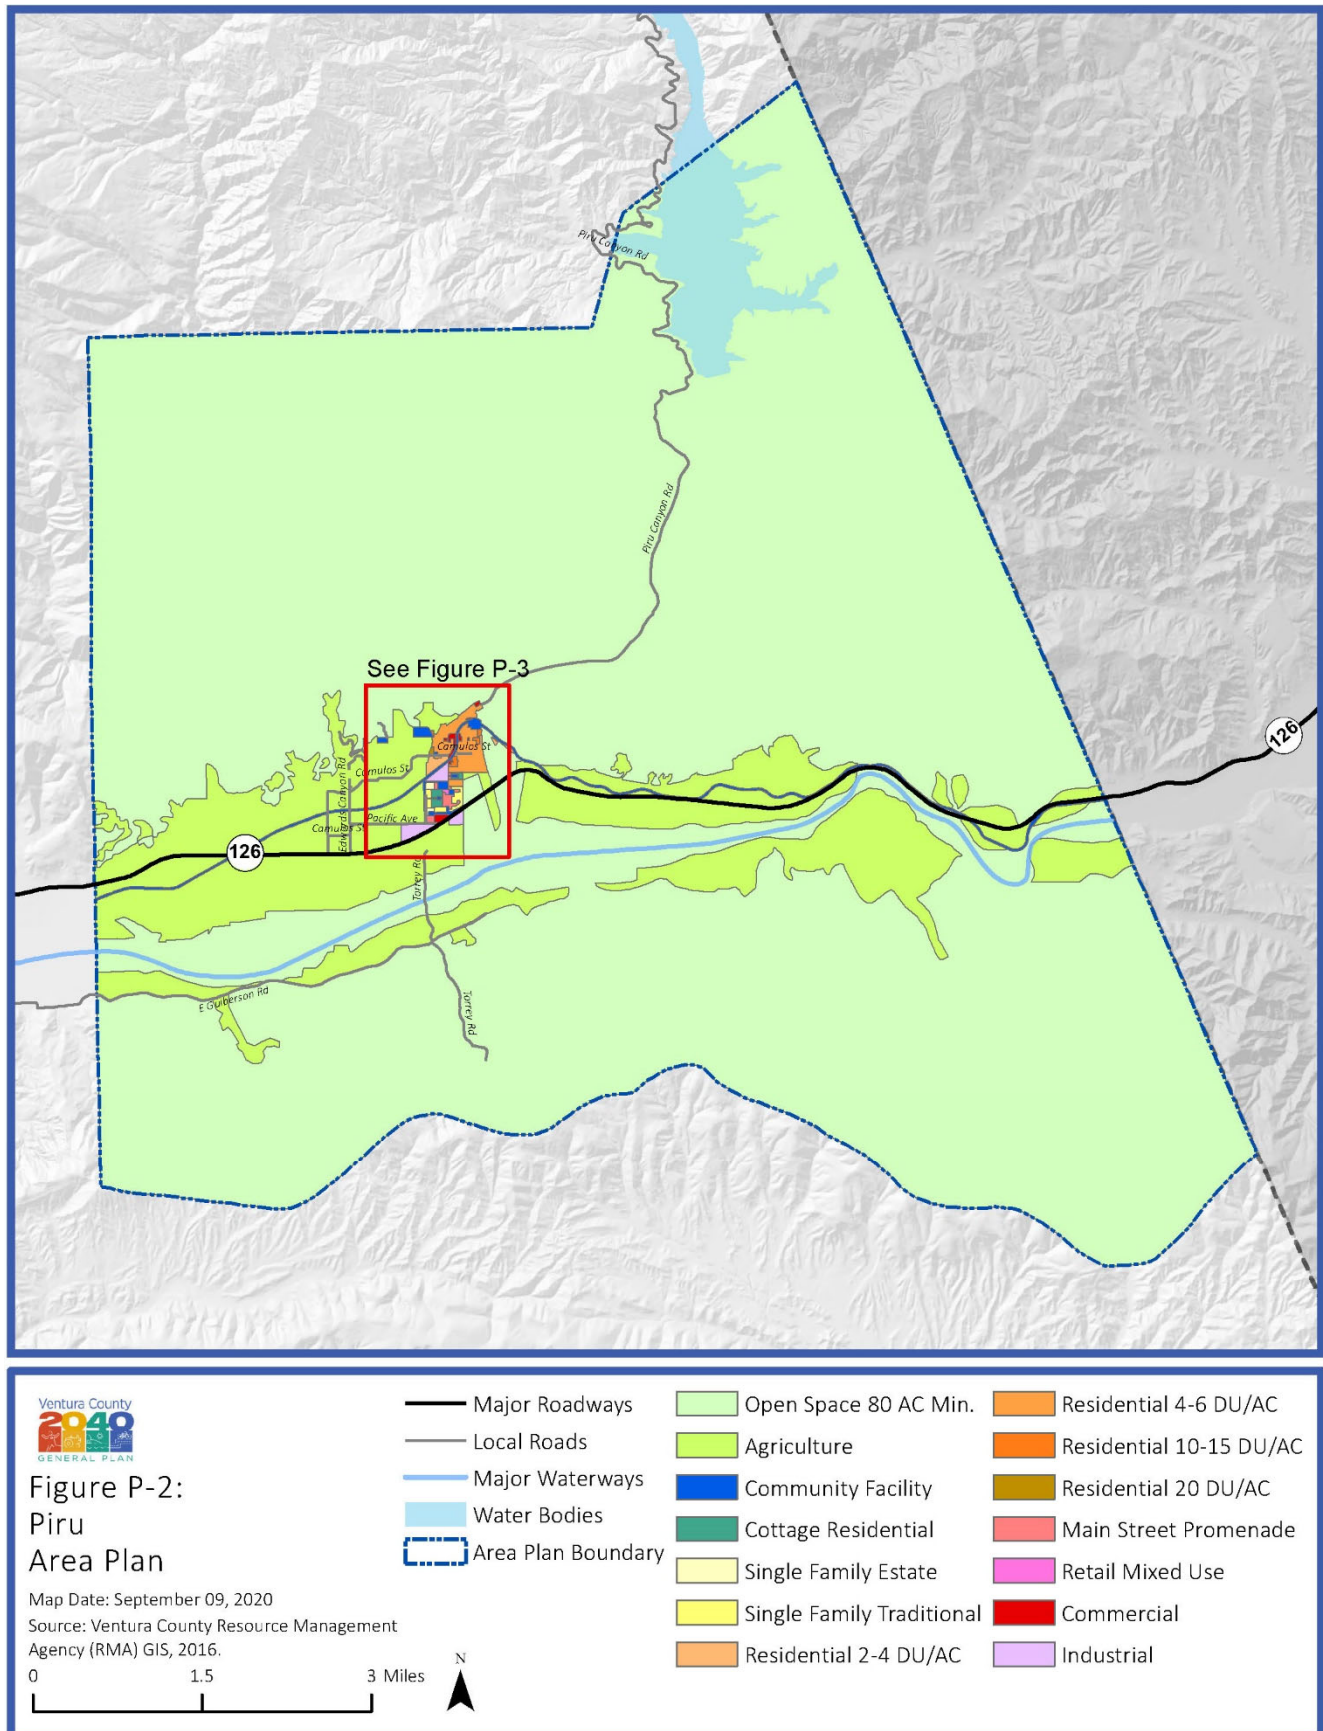 Piru Canyon Rd
Piru Canyon Rd
See Figure P-3
Camulos St
Camulos St
Edwards Canyon Rd
Pacific Ave
Camulos St
126
126
Torrey Rd
E Guiberson Rd
Torrey Rd
Ventura County
2040
GENERAL PLAN
Figure P-2:
Piru
Area Plan
Map Date: September 09, 2020
Source: Ventura County Resource Management
Agency (RMA) GIS, 2016.
0 1.5 3 Miles
N
Major Roadways
Local Roads
Major Waterways
Water Bodies
Area Plan Boundary
Open Space 80 AC Min.
Agriculture
Community Facility
Cottage Residential
Single Family Estate
Single Family Traditional
Residential 2-4 DU/AC
Residential 4-6 DU/AC
Residential 10-15 DU/AC
Residential 20 DU/AC
Main Street Promenade
Retail Mixed Use
Commercial
Industrial